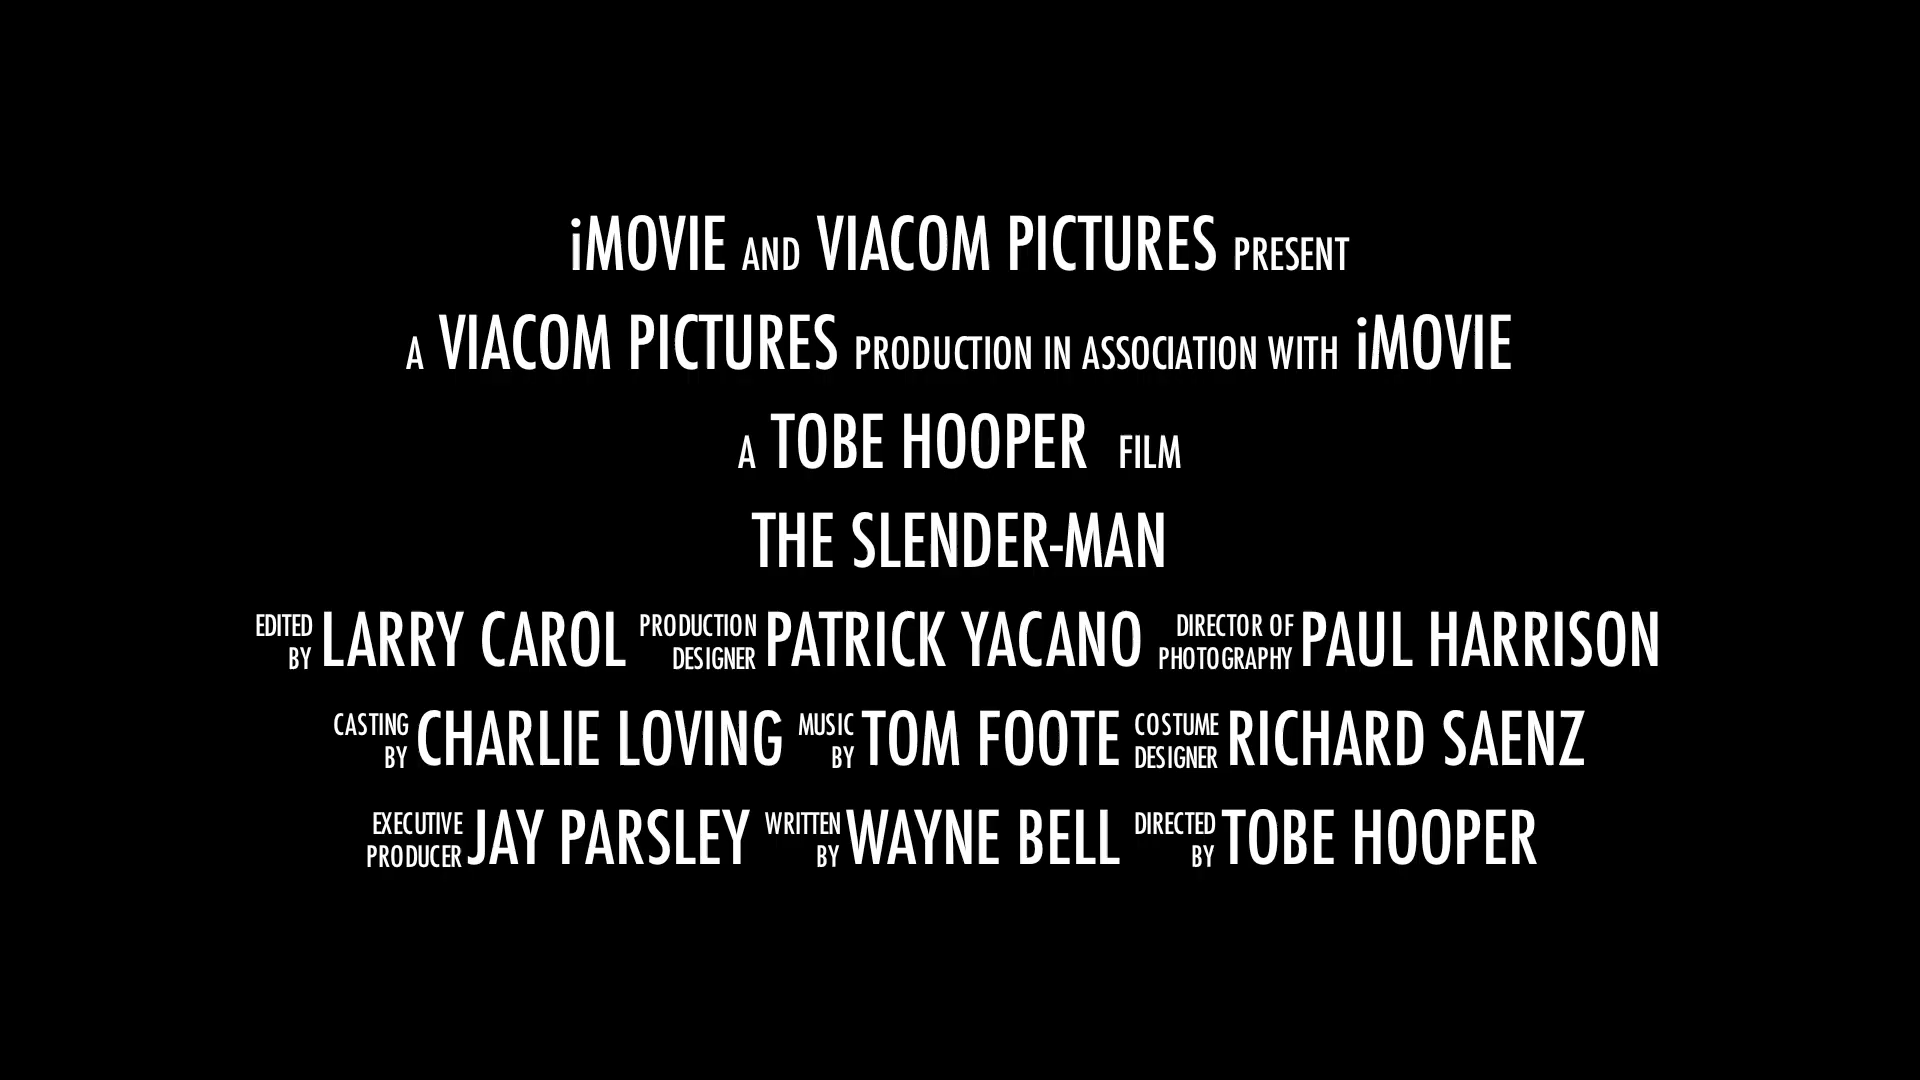 iMOVIE AND VIACOM PICTURES PRESENT
A VIACOM PICTURES PRODUCTION IN ASSOCIATION WITH iMOVIE
A TOBE HOOPER FILM
THE SLENDER-MAN
EDITED BY LARRY CAROL PRODUCTION DESIGNER PATRICK YACANO DIRECTOR OF PHOTOGRAPHY PAUL HARRISON
CASTING BY CHARLIE LOVING MUSIC BY TOM FOOTE COSTUME DESIGNER RICHARD SAENZ
EXECUTIVE PRODUCER JAY PARSLEY WRITTEN BY WAYNE BELL DIRECTED BY TOBE HOOPER